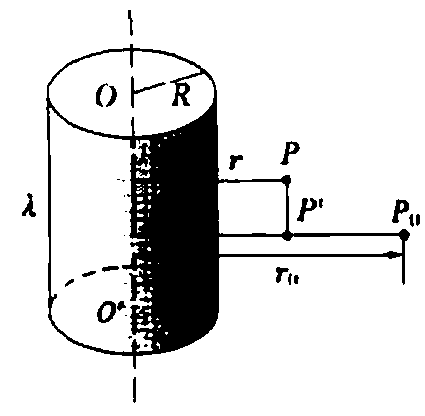 O R
r P
λ P' P₀
r₀
O'